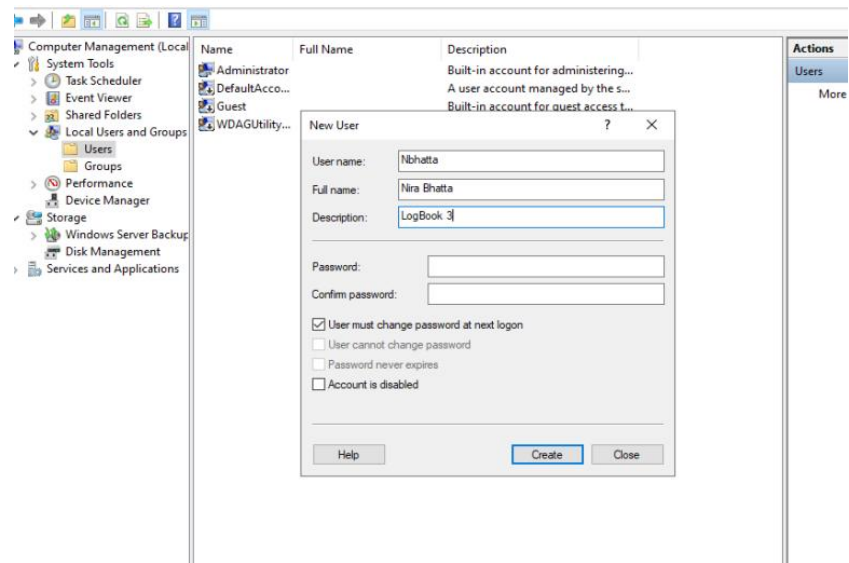 Computer Management (Local
System Tools
Task Scheduler
Event Viewer
Shared Folders
Local Users and Groups
Users
Groups
Performance
Device Manager
Storage
Windows Server Backup
Disk Management
Services and Applications
Name Full Name Description
Administrator Built-in account for administering...
DefaultAcco... A user account managed by the s...
Guest Built-in account for guest access t...
WDAGUtility...
New User ? ×
User name: Nbhatta
Full name: Nira Bhatta
Description: LogBook 3
Password:
Confirm password:
User must change password at next logon
User cannot change password
Password never expires
Account is disabled
Help Create Close
Actions
Users
More